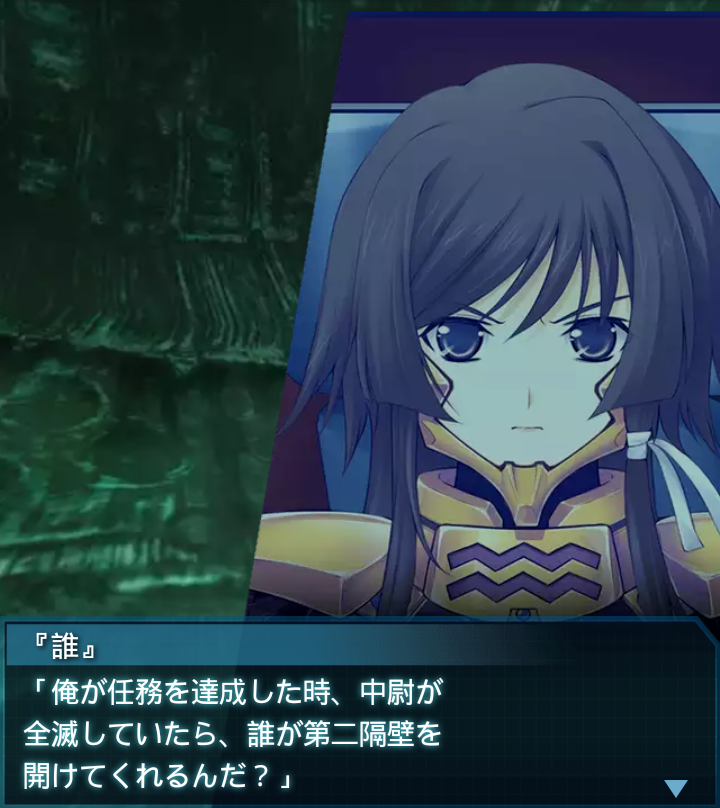 『誰』
「俺が任務を達成した時、中尉が
全滅していたら、誰が第二隔壁を
開けてくれるんだ？」